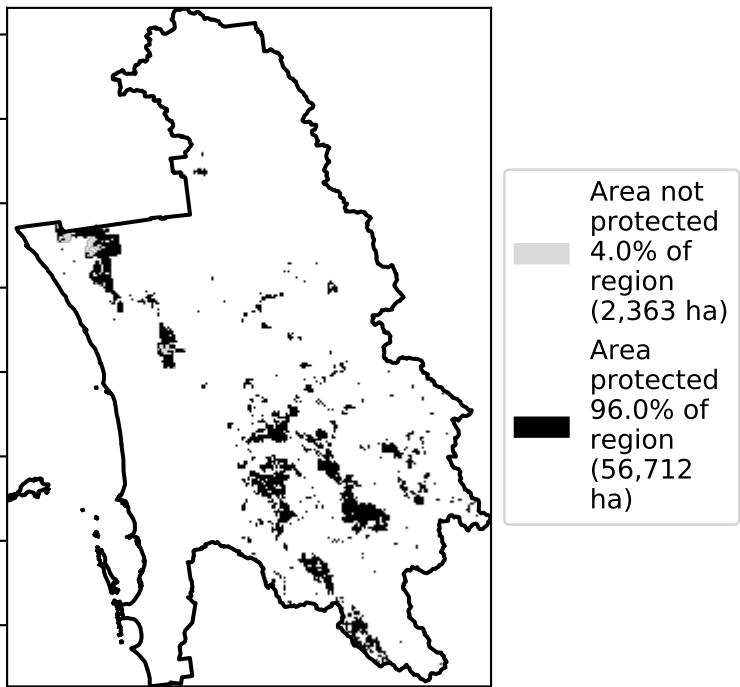 Area not
protected
4.0% of
region
(2,363 ha)
Area
protected
96.0% of
region
(56,712
ha)